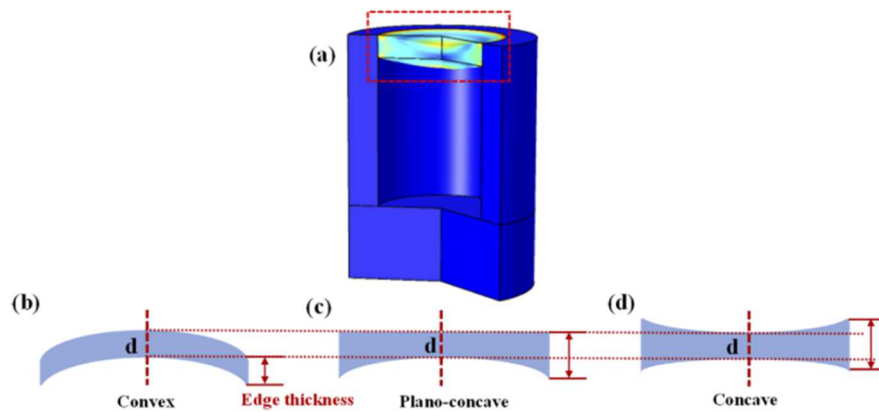 (a)
(b)
(c)
(d)
d
d
d
Convex
Edge thickness
Plano-concave
Concave